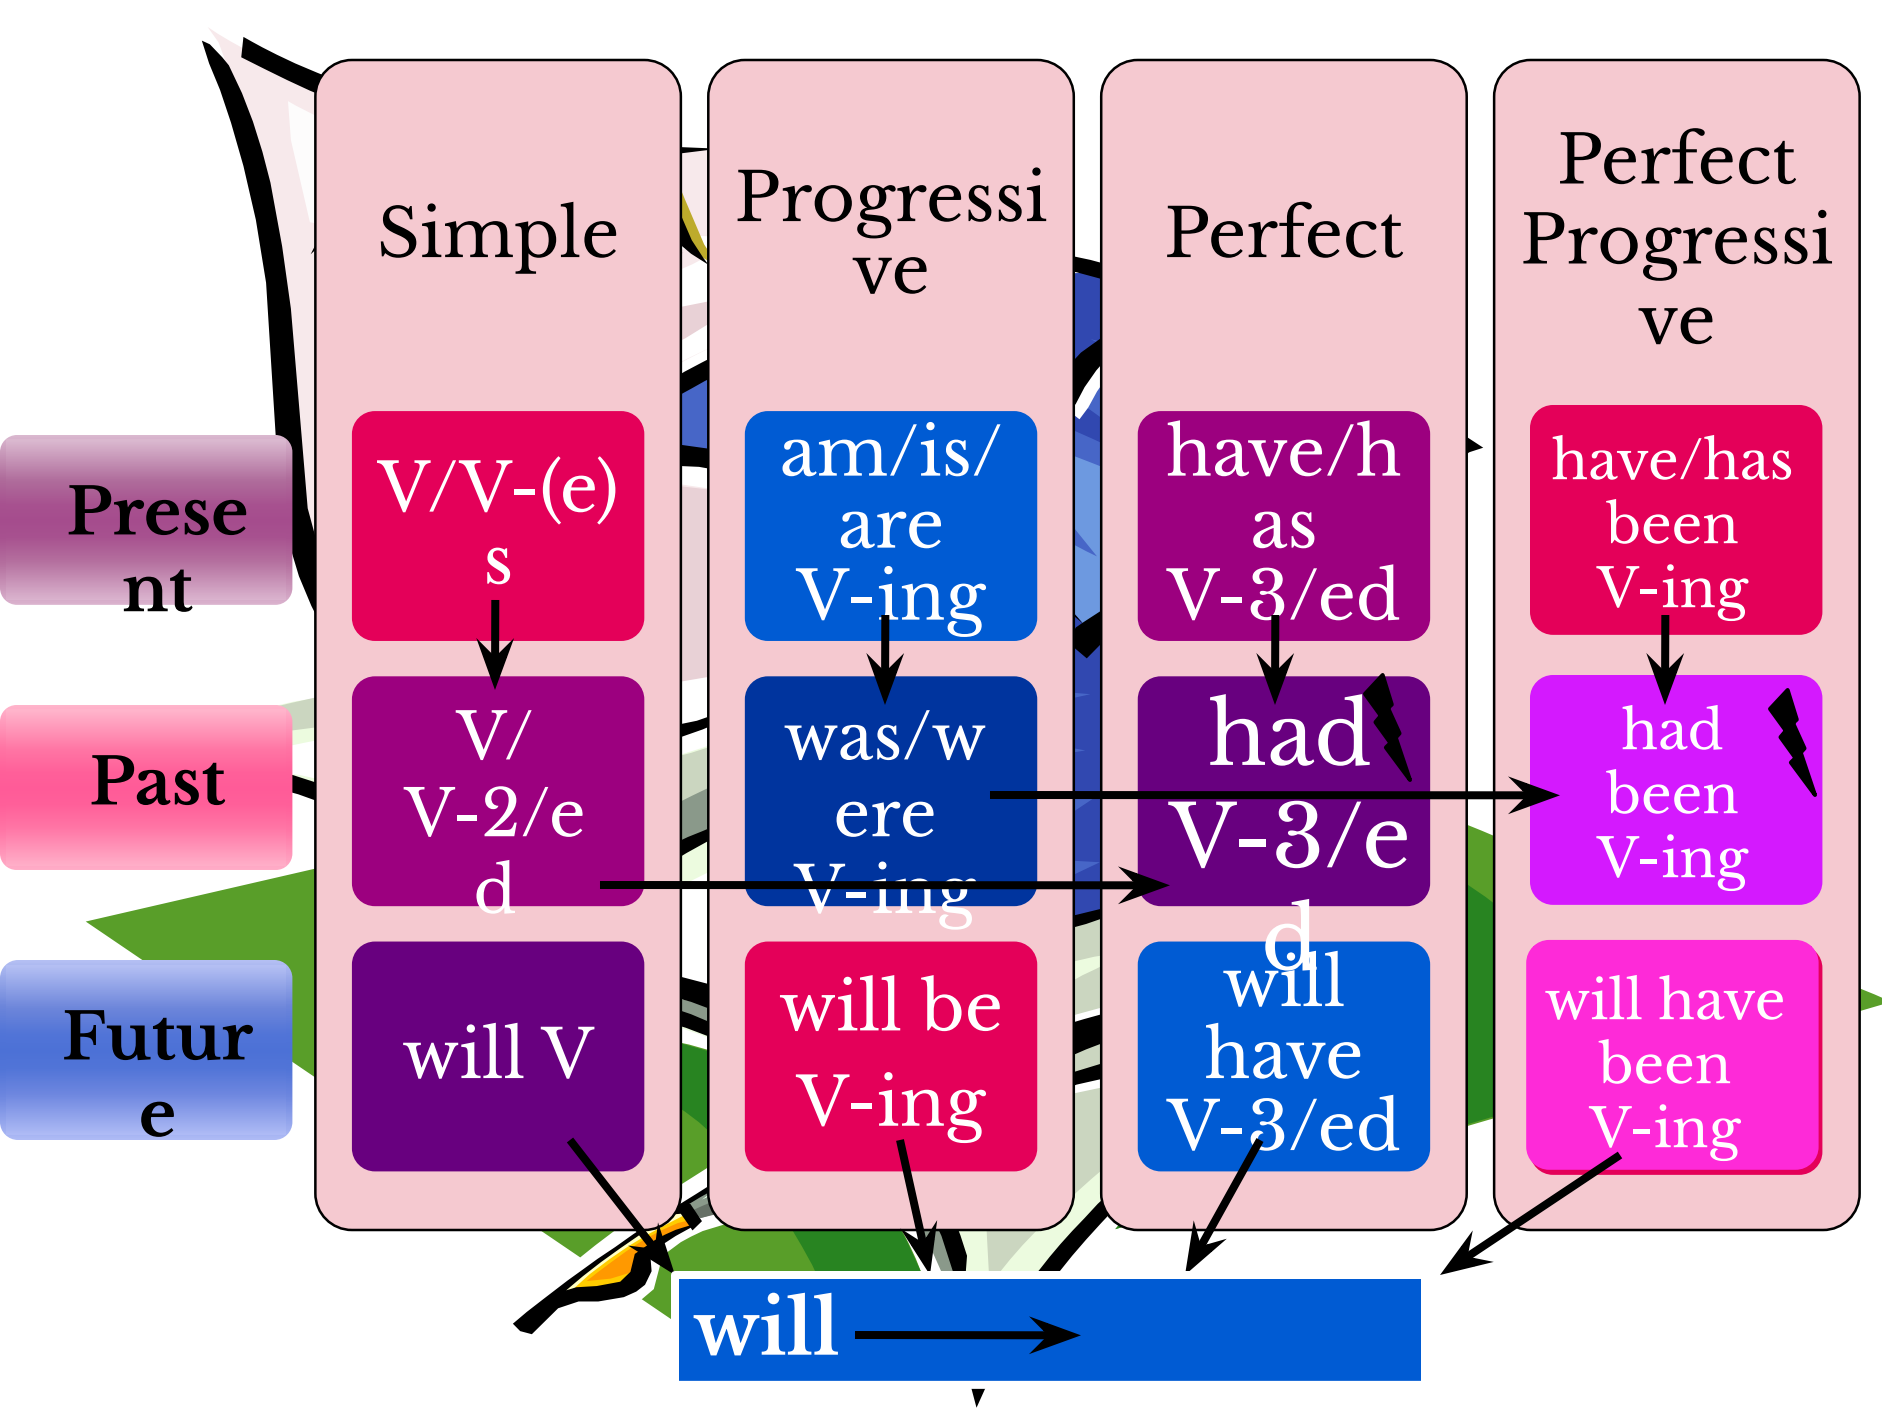 Simple
Progressi
ve
Perfect
Perfect
Progressi
ve
Prese
nt
V/V-(e)
s
am/is/
are
V-ing
have/h
as
V-3/ed
have/has
been
V-ing
Past
V/
V-2/e
d
was/w
ere
V-ing
had
V-3/e
d
had
been
V-ing
Futur
e
will V
will be
V-ing
will
have
V-3/ed
will have
been
V-ing
will